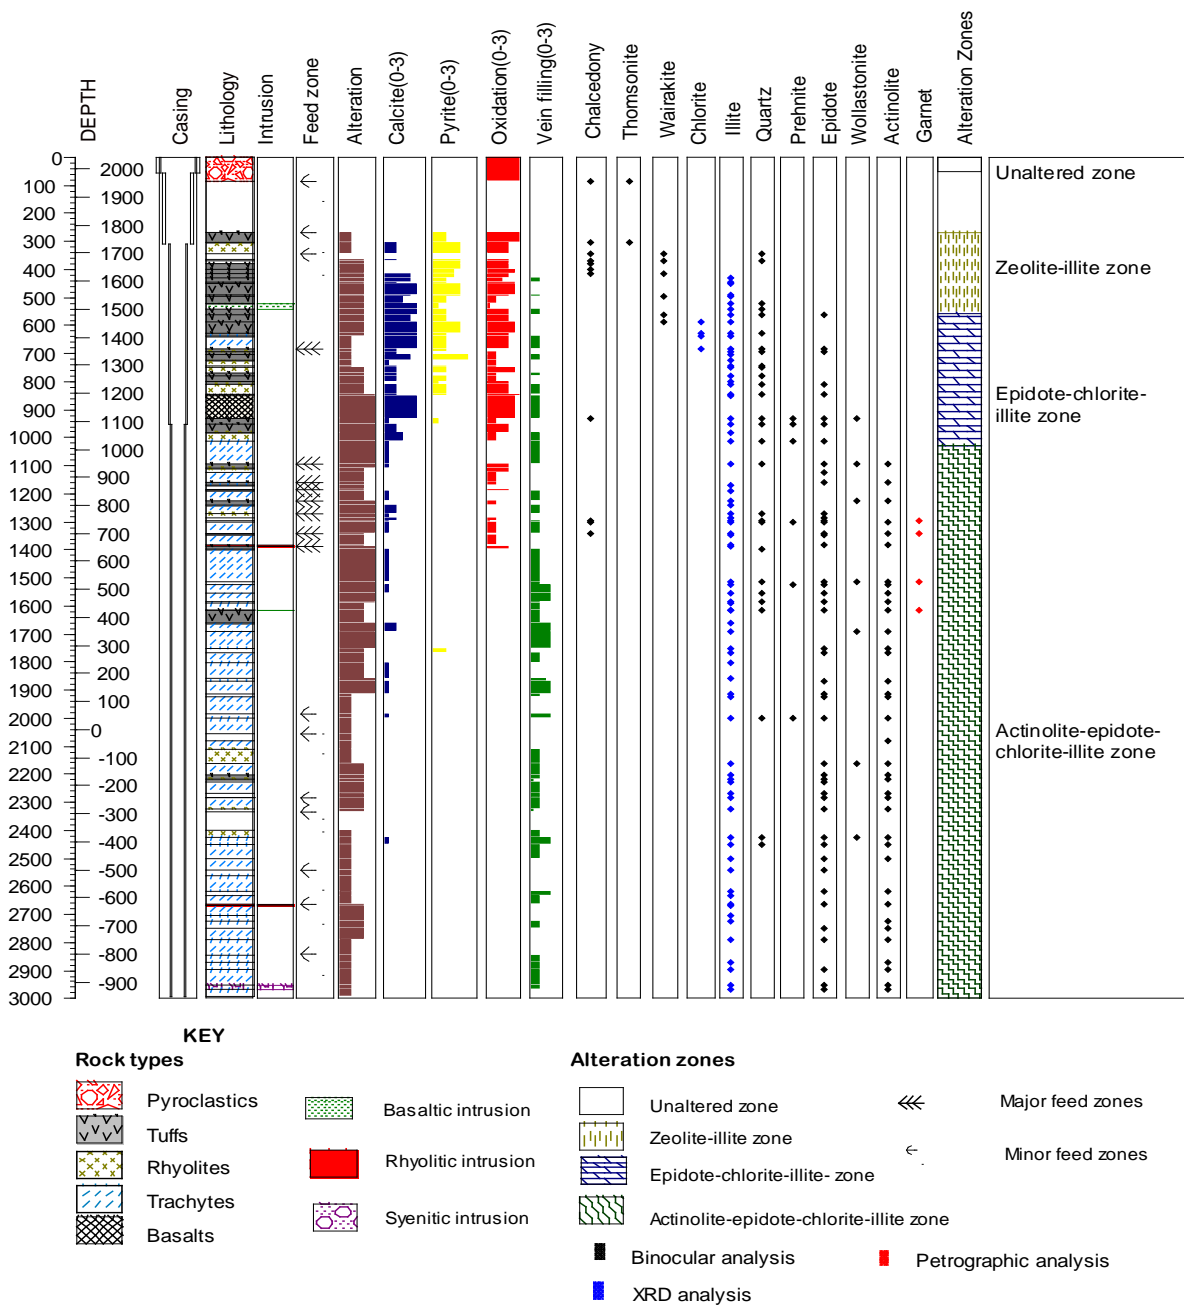 DEPTH
Casing
Lithology
Intrusion
Feed zone
Alteration
Calcite(0-3)
Pyrite(0-3)
Oxidation(0-3)
Vein filling(0-3)
Chalcedony
Thomsonite
Wairakite
Chlorite
Illite
Quartz
Prehnite
Epidote
Wollastonite
Actinolite
Garnet
Alteration Zones
0
100
200
300
400
500
600
700
800
900
1000
1100
1200
1300
1400
1500
1600
1700
1800
1900
2000
2100
2200
2300
2400
2500
2600
2700
2800
2900
3000
2000
1900
1800
1700
1600
1500
1400
1300
1200
1100
1000
900
800
700
600
500
400
300
200
100
0
-100
-200
-300
-400
-500
-600
-700
-800
-900
Unaltered zone
Zeolite-illite zone
Epidote-chlorite-
illite zone
Actinolite-epidote-
chlorite-illite zone
KEY
Rock types
Pyroclastics
Tuffs
Rhyolites
Trachytes
Basalts
Basaltic intrusion
Rhyolitic intrusion
Syenitic intrusion
Alteration zones
Unaltered zone
Zeolite-illite zone
Epidote-chlorite-illite- zone
Actinolite-epidote-chlorite-illite zone
Major feed zones
Minor feed zones
Binocular analysis
Petrographic analysis
XRD analysis